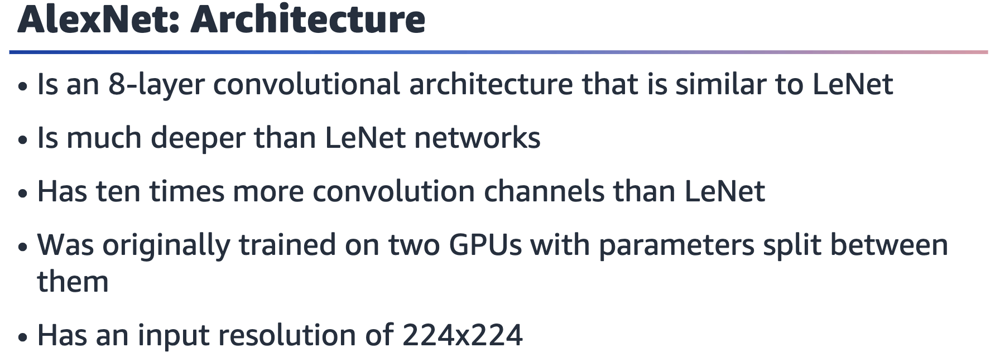 AlexNet: Architecture
• Is an 8-layer convolutional architecture that is similar to LeNet
• Is much deeper than LeNet networks
• Has ten times more convolution channels than LeNet
• Was originally trained on two GPUs with parameters split between
them
• Has an input resolution of 224x224